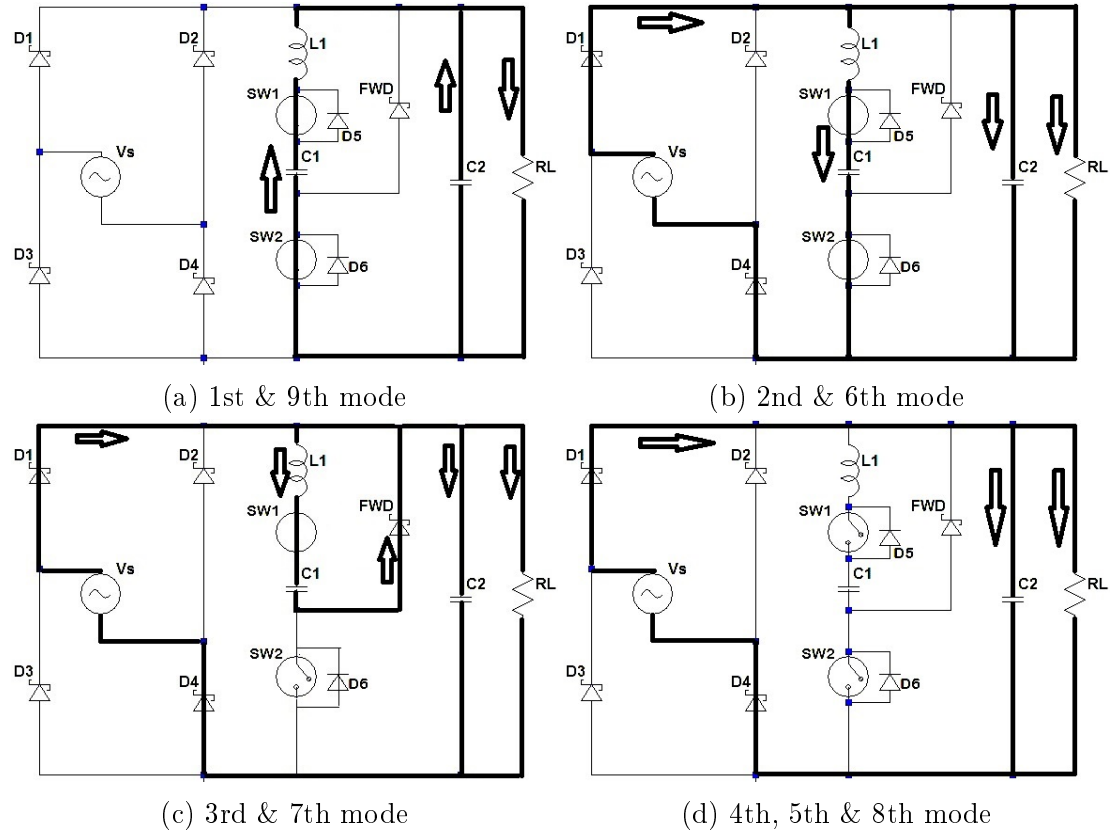 D1
D2
L1
SW1
FWD
D5
C1
Vs
C2
RL
SW2
D3
D4
D6
(a) 1st & 9th mode
D1
D2
L1
SW1
FWD
D5
C1
Vs
C2
RL
SW2
D3
D4
D6
(b) 2nd & 6th mode
D1
D2
L1
SW1
FWD
C1
Vs
C2
RL
SW2
D3
D4
D6
(c) 3rd & 7th mode
D1
D2
L1
SW1
FWD
D5
C1
Vs
C2
RL
SW2
D3
D4
D6
(d) 4th, 5th & 8th mode